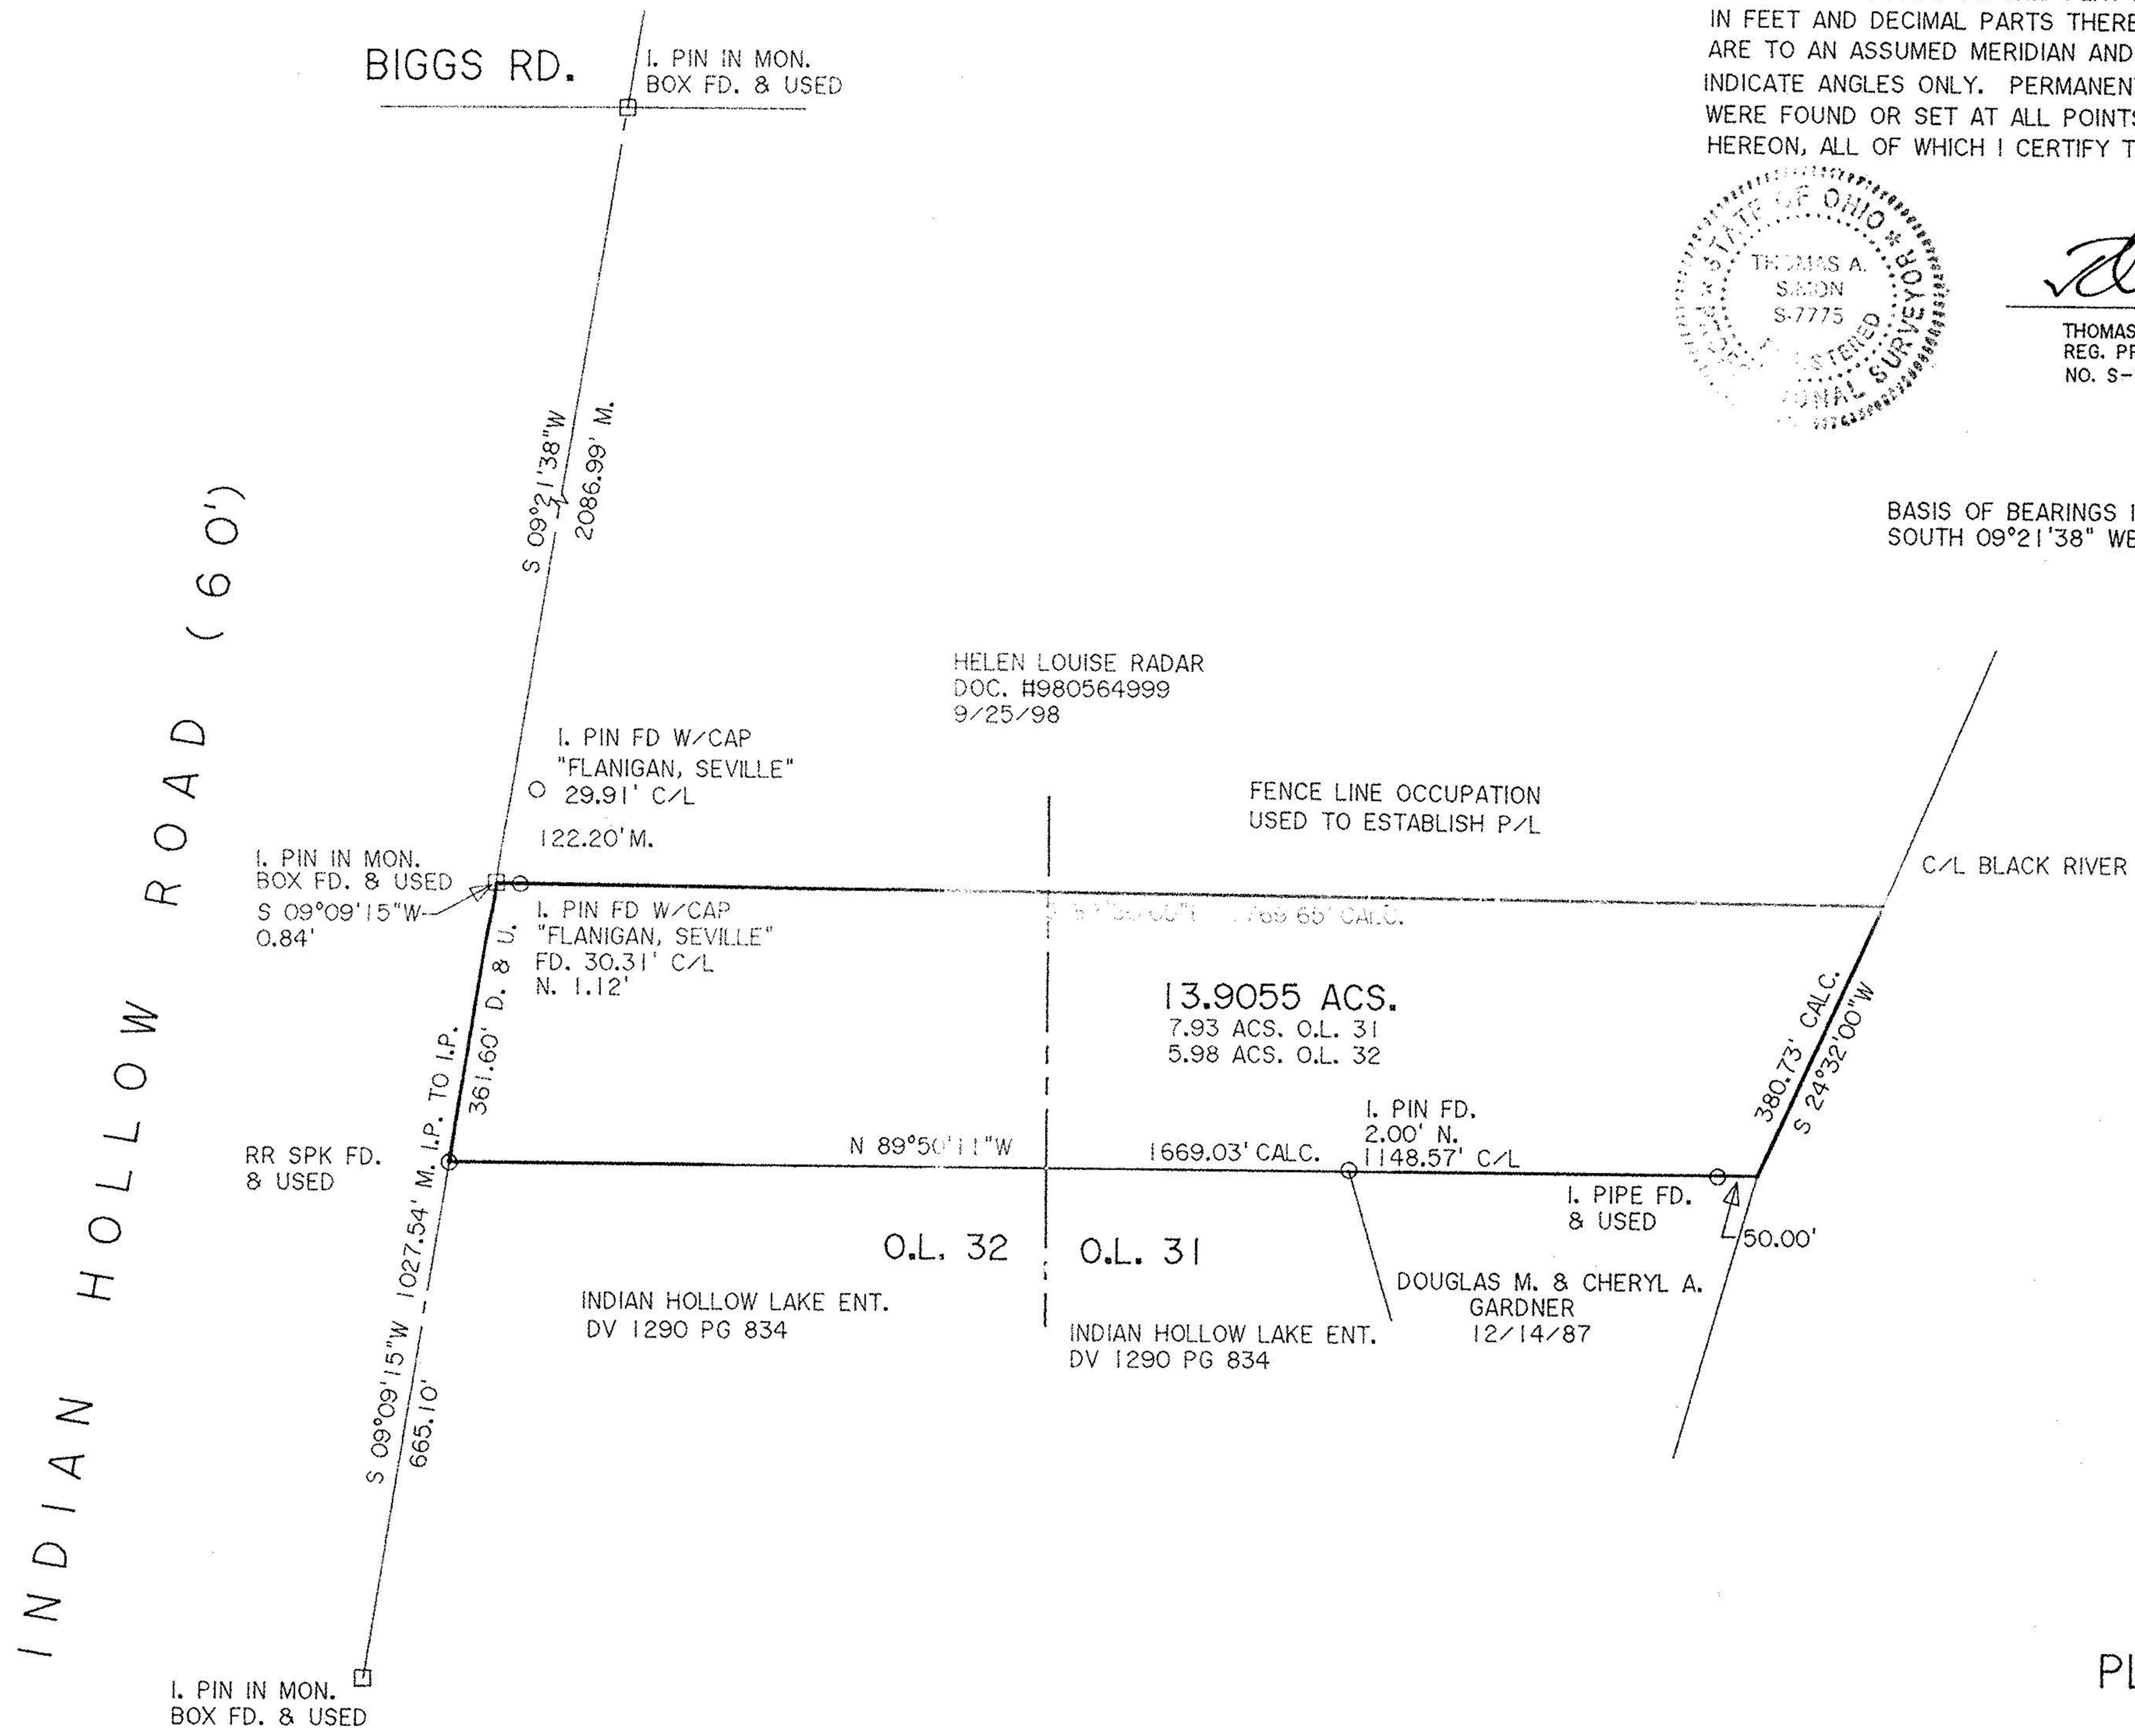 IN FEET AND DECIMAL PARTS
ARE TO AN ASSUMED MERIDIAN AND
INDICATE ANGLES ONLY.
WERE FOUND OR SET AT ALL
HEREON, ALL OF WHICH I CERTIFY
BIGGS RD.
I. PIN IN MON.
BOX FD. & USED
STATE OF OHIO *
THOMAS A.
SIMON
S-7775
REGISTERED
SURVEYOR
THOMAS
REG.
NO.
S 09°21'38"W
2086.99' M.
BASIS OF BEARINGS
SOUTH 09°21'38"
INDIAN HOLLOW ROAD (60')
HELEN LOUISE RADAR
DOC. #980564999
9/25/98
I. PIN FD W/CAP
"FLANIGAN, SEVILLE"
29.91' C/L
122.20' M.
FENCE LINE OCCUPATION
USED TO ESTABLISH P/L
C/L BLACK RIVER
I. PIN IN MON.
BOX FD. & USED
S 09°09'15"W
0.84'
I. PIN FD W/CAP
"FLANIGAN, SEVILLE"
FD. 30.31' C/L
N. 1.12'
CALC.
361.60' D. & U.
13.9055 ACS.
7.93 ACS. O.L. 31
5.98 ACS. O.L. 32
380.73' CALC.
S 24°32'00"W
RR SPK FD.
& USED
N 89°50'11"W
1669.03' CALC.
I. PIN FD.
2.00' N.
1148.57' C/L
I. PIPE FD.
& USED
50.00'
O.L. 32
O.L. 31
S 09°09'15"W 1027.54' M. I.P. TO I.P.
665.10'
INDIAN HOLLOW LAKE ENT.
DV 1290 PG 834
INDIAN HOLLOW LAKE ENT.
DV 1290 PG 834
DOUGLAS M. & CHERYL A.
GARDNER
12/14/87
I. PIN IN MON.
BOX FD. & USED